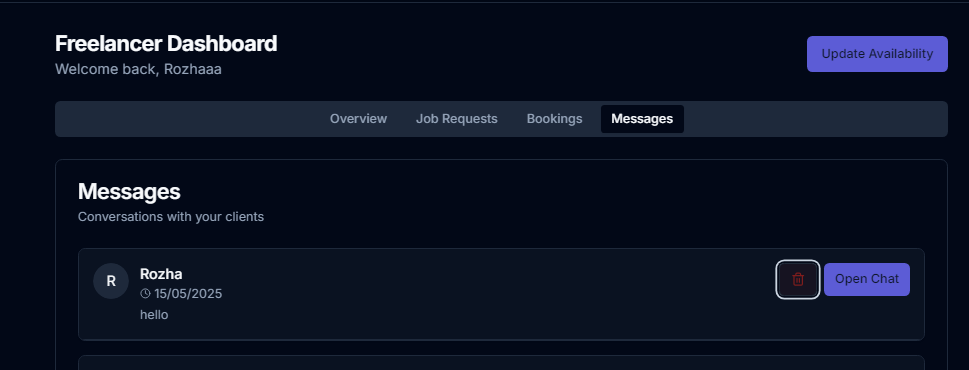 Freelancer Dashboard
Welcome back, Rozhaaa
Update Availability
Overview Job Requests Bookings Messages
Messages
Conversations with your clients
R
Rozha
15/05/2025
hello
Open Chat